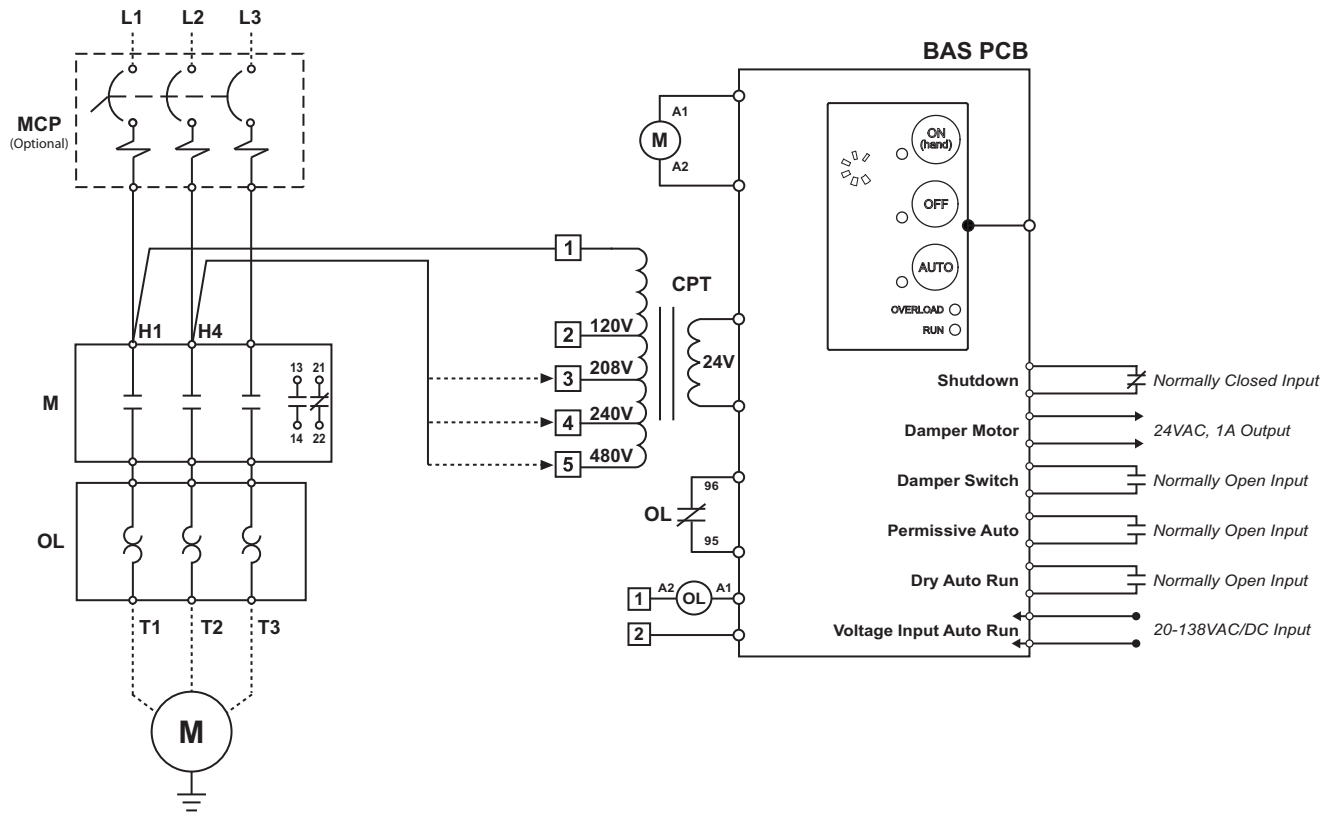 L1 L2 L3
MCP
(Optional)
H1 H4
M
13 21
14 22
OL
T1 T2 T3
M
1
2 120V
3 208V
4 240V
5 480V
CPT
24V
BAS PCB
A1
M
A2
ON
(hand)
OFF
AUTO
OVERLOAD
RUN
96
OL
95
1 A2 OL A1
2
Shutdown Normally Closed Input
Damper Motor 24VAC, 1A Output
Damper Switch Normally Open Input
Permissive Auto Normally Open Input
Dry Auto Run Normally Open Input
Voltage Input Auto Run 20-138VAC/DC Input